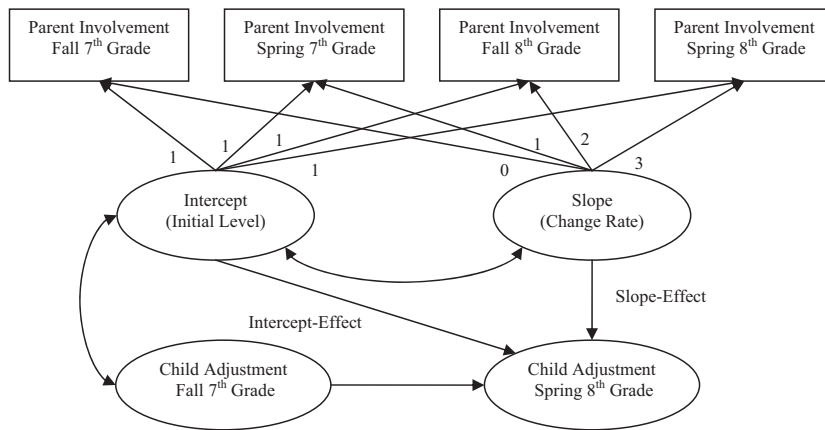 Parent Involvement
Fall 7th Grade
Parent Involvement
Spring 7th Grade
Parent Involvement
Fall 8th Grade
Parent Involvement
Spring 8th Grade
1
1
1
1
0
1
2
3
Intercept
(Initial Level)
Slope
(Change Rate)
Intercept-Effect
Slope-Effect
Child Adjustment
Fall 7th Grade
Child Adjustment
Spring 8th Grade